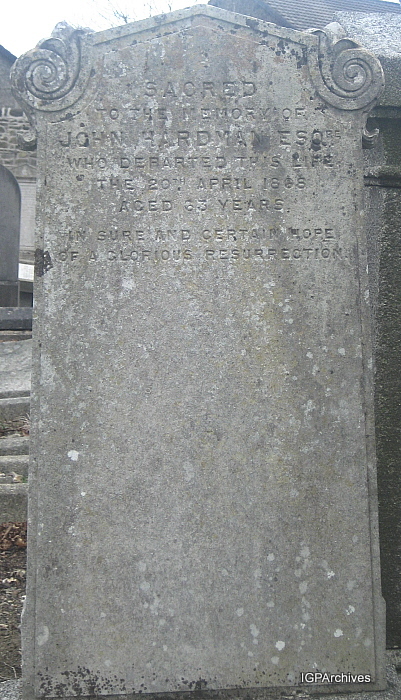 SACRED
TO THE MEMORY OF
JOHN HARDMAN ESQRE
WHO DEPARTED THIS LIFE
THE 20TH APRIL 1868
AGED 63 YEARS.
IN SURE AND CERTAIN HOPE
OF A GLORIOUS RESURRECTION.
IGPArchives